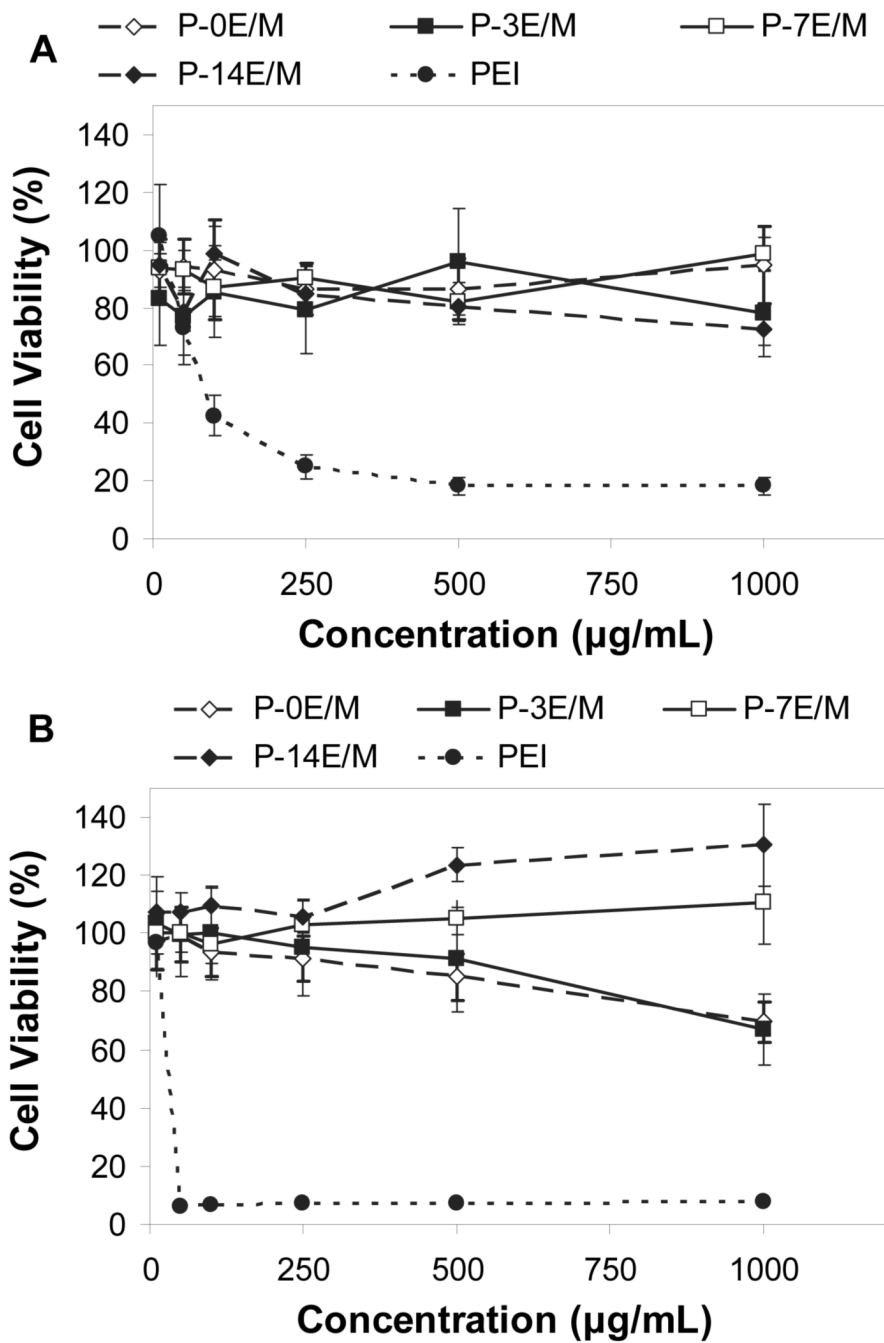 A
P-0E/M P-3E/M P-7E/M
P-14E/M PEI
140
120
100
80
60
40
20
0
Cell Viability (%)
0 250 500 750 1000
Concentration (µg/mL)
B
P-0E/M P-3E/M P-7E/M
P-14E/M PEI
140
120
100
80
60
40
20
0
Cell Viability (%)
0 250 500 750 1000
Concentration (µg/mL)